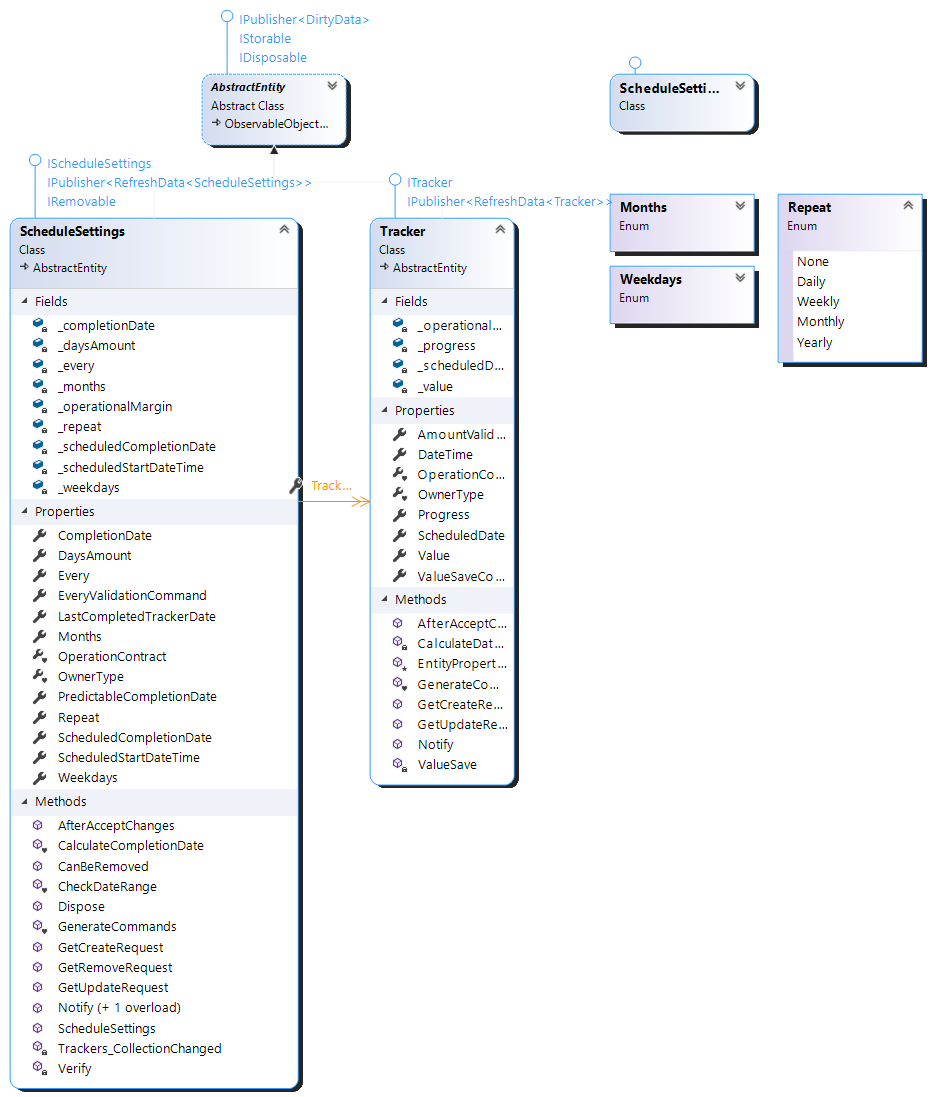 IPublisher<DirtyData>
IStorable
IDisposable
AbstractEntity
Abstract Class
ObservableObject...
ScheduleSetti...
Class
IScheduleSettings
IPublisher<RefreshData<ScheduleSettings>>
IRemovable
ScheduleSettings
Class
AbstractEntity
Fields
_completionDate
_daysAmount
_every
_months
_operationalMargin
_repeat
_scheduledCompletionDate
_scheduledStartDateTime
_weekdays
Properties
CompletionDate
DaysAmount
Every
EveryValidationCommand
LastCompletedTrackerDate
Months
OperationContract
OwnerType
PredictableCompletionDate
Repeat
ScheduledCompletionDate
ScheduledStartDateTime
Weekdays
Methods
AfterAcceptChanges
CalculateCompletionDate
CanBeRemoved
CheckDateRange
Dispose
GenerateCommands
GetCreateRequest
GetRemoveRequest
GetUpdateRequest
Notify (+ 1 overload)
ScheduleSettings
Trackers_CollectionChanged
Verify
Track...
ITracker
IPublisher<RefreshData<Tracker>>
Tracker
Class
AbstractEntity
Fields
_operational...
_progress
_scheduledD...
_value
Properties
AmountValid...
DateTime
OperationCo...
OwnerType
Progress
ScheduledDate
Value
ValueSaveCo...
Methods
AfterAcceptC...
CalculateDat...
EntityPropert...
GenerateCo...
GetCreateRe...
GetUpdateRe...
Notify
ValueSave
Months
Enum
Weekdays
Enum
Repeat
Enum
None
Daily
Weekly
Monthly
Yearly